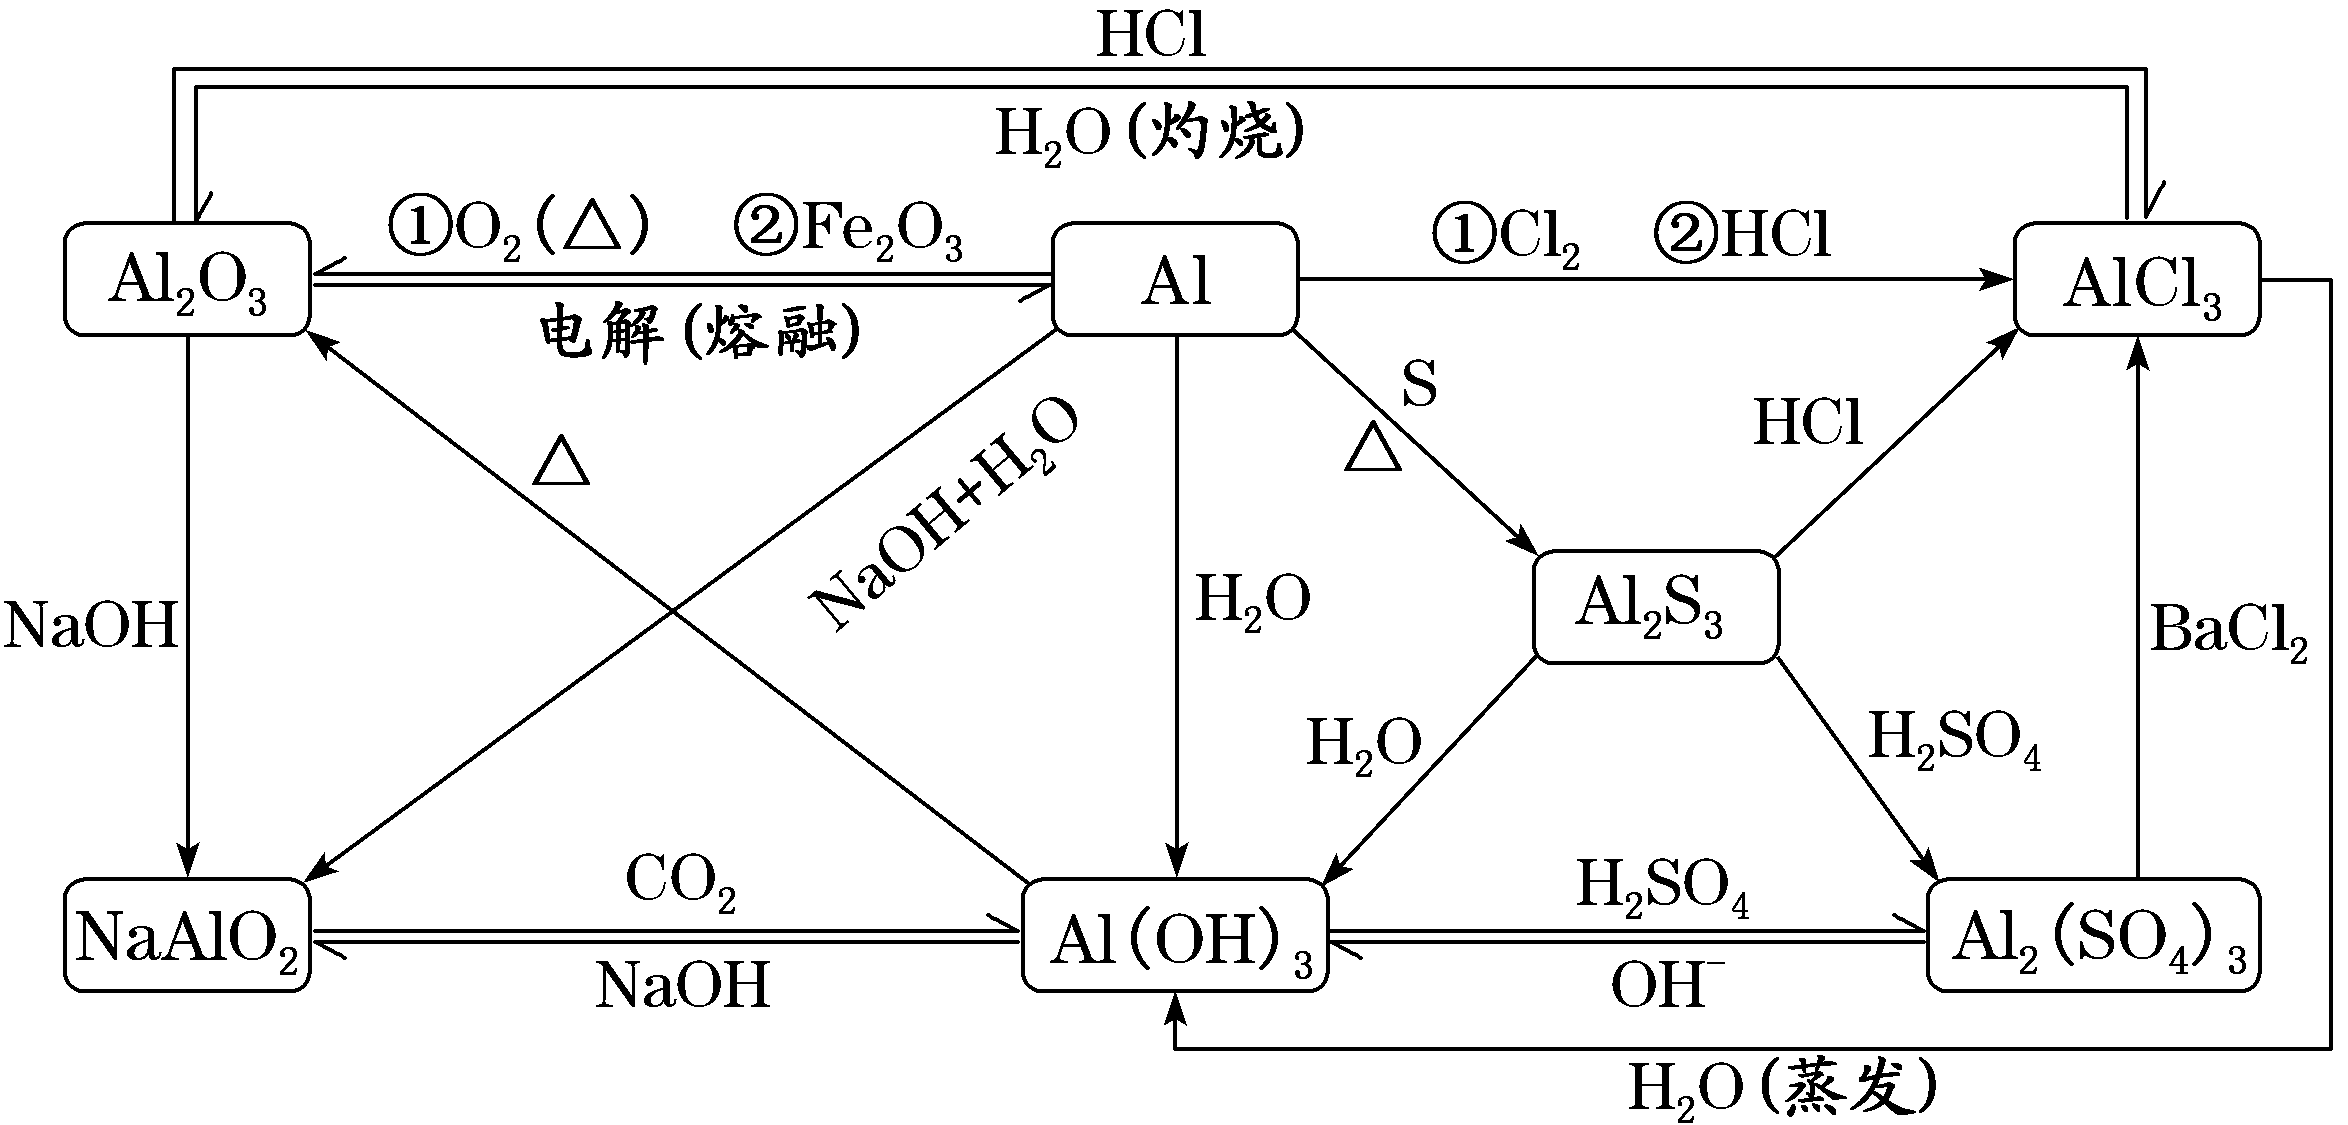 HCl
H₂O(灼烧)
①O₂(△) ②Fe₂O₃
①Cl₂ ②HCl
Al₂O₃
Al
AlCl₃
电解(熔融)
S
△
HCl
△
NaOH+H₂O
NaOH
H₂O
Al₂S₃
BaCl₂
H₂O
H₂SO₄
CO₂
H₂SO₄
NaAlO₂
Al(OH)₃
Al₂(SO₄)₃
NaOH
OH⁻
H₂O(蒸发)